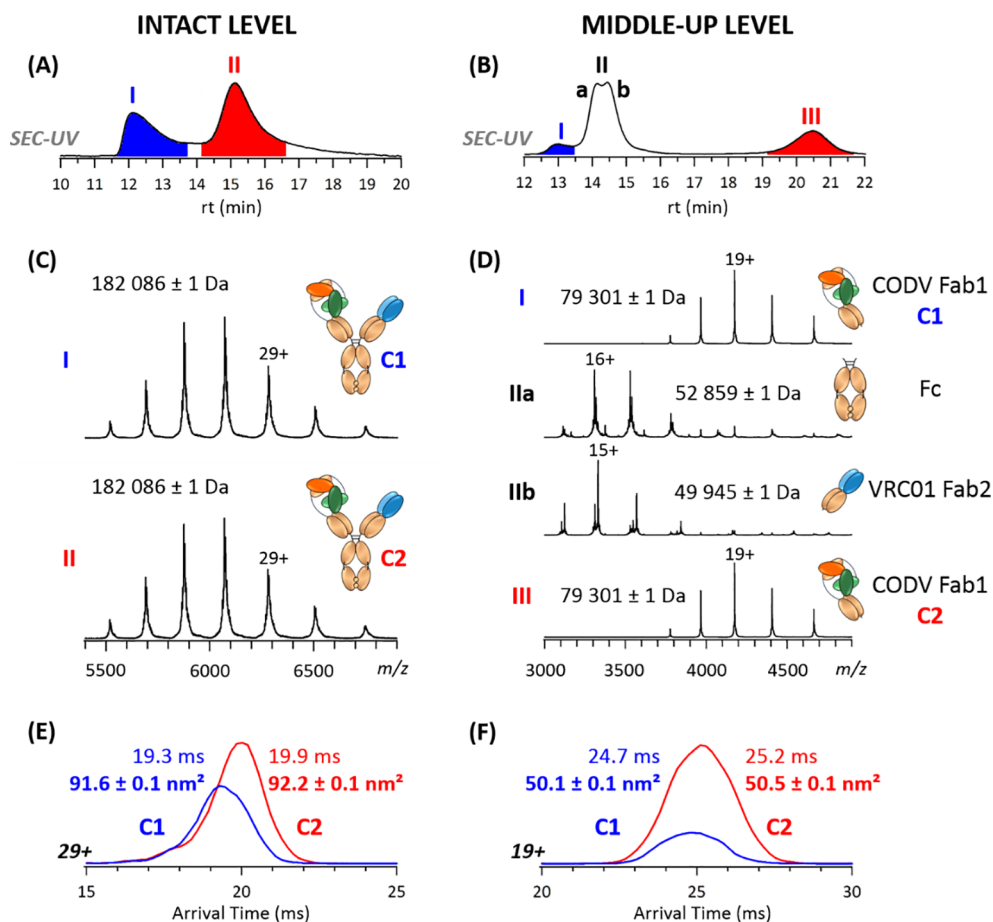 INTACT LEVEL
MIDDLE-UP LEVEL
(A)
I
II
SEC-UV
10 11 12 13 14 15 16 17 18 19 20
rt (min)
(B)
I
II
a b
III
SEC-UV
12 13 14 15 16 17 18 19 20 21 22
rt (min)
(C)
182 086 ± 1 Da
I
29+
C1
182 086 ± 1 Da
II
29+
C2
5500 6000 6500 m/z
(D)
I
79 301 ± 1 Da
19+
CODV Fab1
C1
IIa
16+
52 859 ± 1 Da
Fc
IIb
15+
49 945 ± 1 Da
VRC01 Fab2
III
79 301 ± 1 Da
19+
CODV Fab1
C2
3000 3500 4000 4500 m/z
(E)
19.3 ms
91.6 ± 0.1 nm²
19.9 ms
92.2 ± 0.1 nm²
C1
C2
29+
15 20 25
Arrival Time (ms)
(F)
24.7 ms
50.1 ± 0.1 nm²
25.2 ms
50.5 ± 0.1 nm²
C1
C2
19+
20 25 30
Arrival Time (ms)